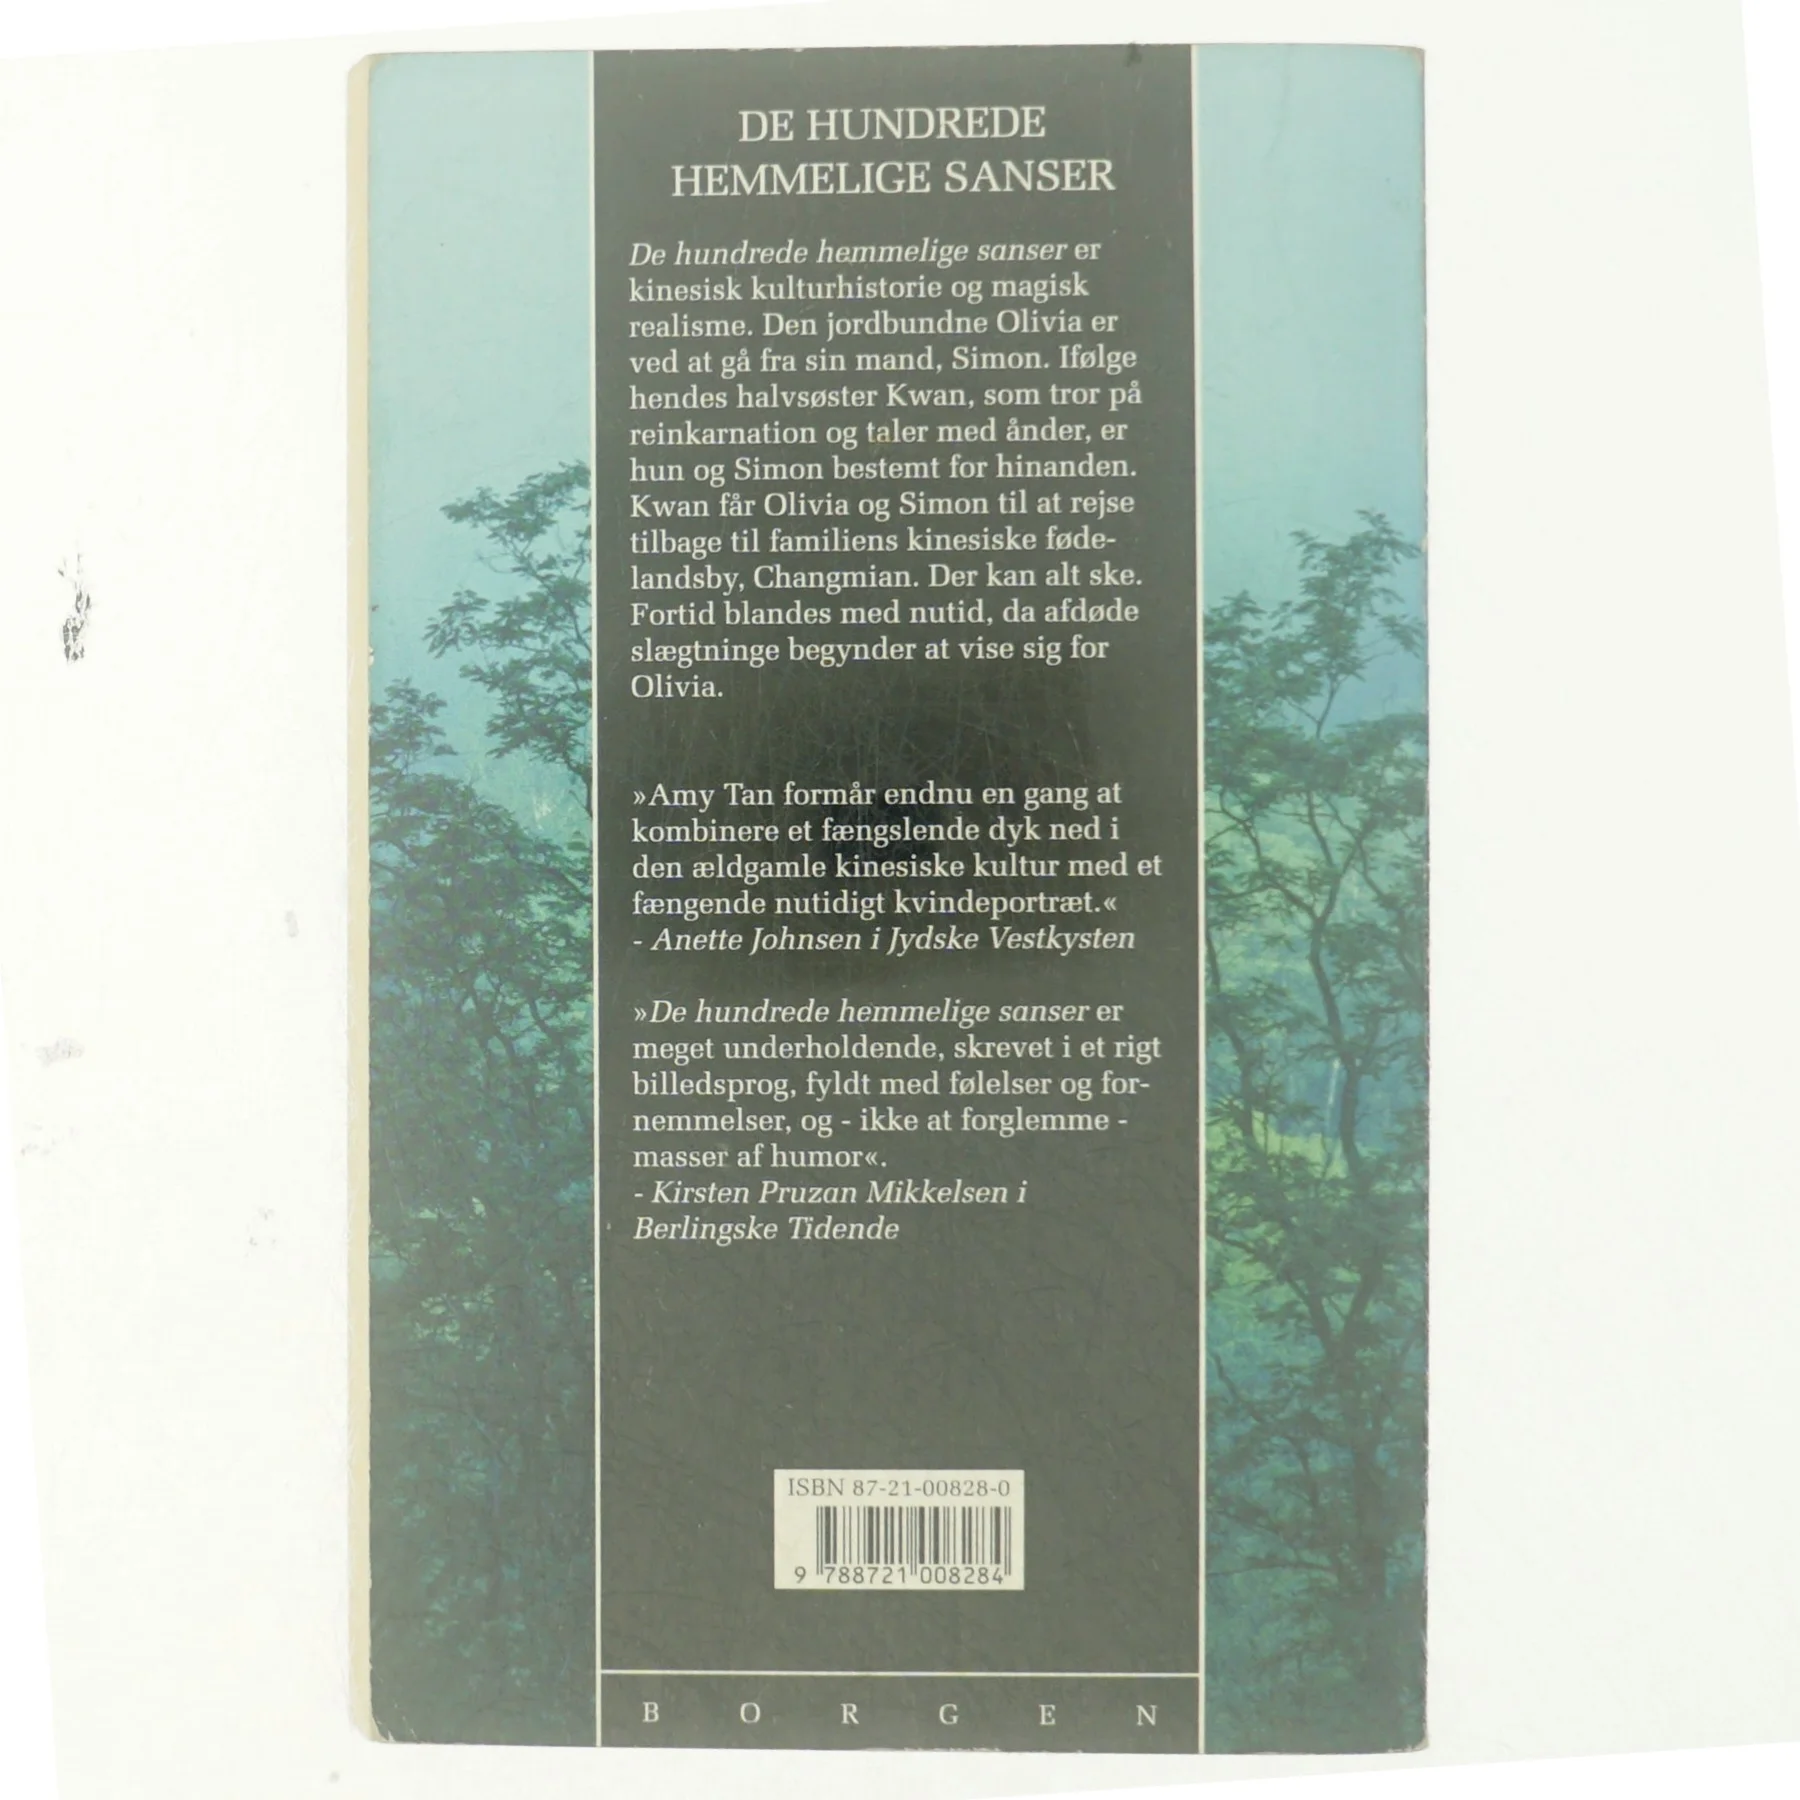 DE HUNDREDE
HEMMELIGE SANSER
De hundrede hemmelige sanser er
kinesisk kulturhistorie og magisk
realisme. Den jordbundne Olivia er
ved at gå fra sin mand, Simon. Ifølge
hendes halvsøster Kwan, som tror på
reinkarnation og taler med ånder, er
hun og Simon bestemt for hinanden.
Kwan får Olivia og Simon til at rejse
tilbage til familiens kinesiske føde-
landsby, Changmian. Der kan alt ske.
Fortid blandes med nutid, da afdøde
slægtninge begynder at vise sig for
Olivia.
»Amy Tan formår endnu en gang at
kombinere et fængslende dyk ned i
den ældgamle kinesiske kultur med et
fængende nutidigt kvindeportræt.«
- Anette Johnsen i Jydske Vestkysten
»De hundrede hemmelige sanser er
meget underholdende, skrevet i et rigt
billedsprog, fyldt med følelser og for-
nemmelser, og - ikke at forglemme -
masser af humor«.
- Kirsten Pruzan Mikkelsen i
Berlingske Tidende
ISBN 87-21-00828-0
9 788721 008284
BORGEN